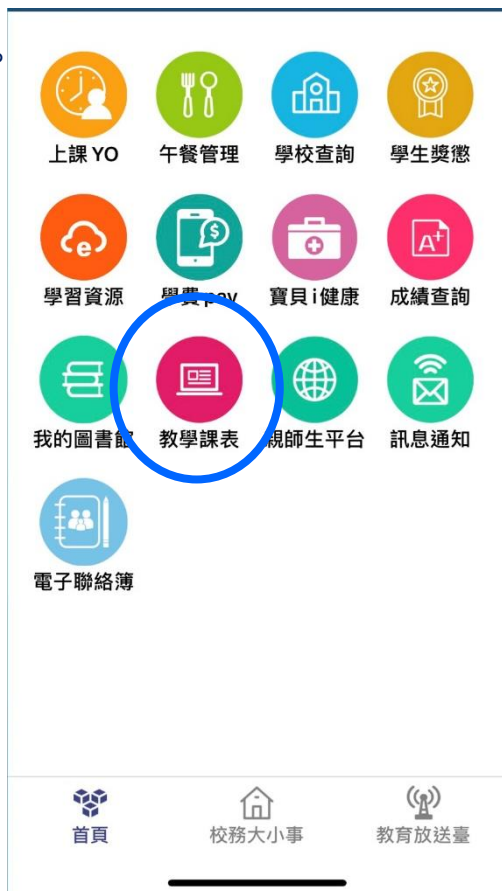 上課 YO 午餐管理 學校查詢 學生獎懲
學習資源 學費 pay 寶貝 i 健康 成績查詢
我的圖書館 教學課表 親師生平台 訊息通知
電子聯絡簿
首頁 校務大小事 教育放送臺